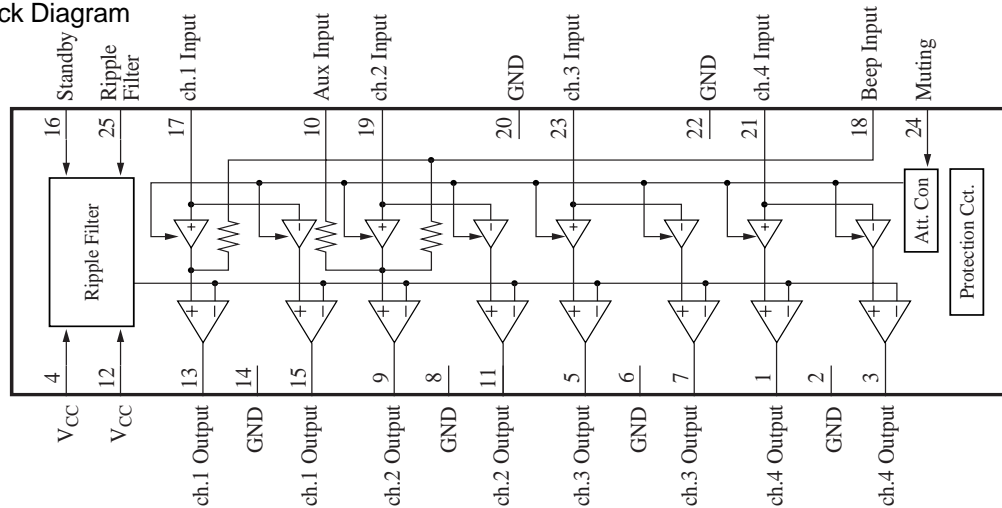 ck Diagram
Standby
Ripple
Filter
ch.1 Input
Aux Input
ch.2 Input
GND
ch.3 Input
GND
ch.4 Input
Beep Input
Muting
16
25
17
10
19
20
23
22
21
18
24
Ripple Filter
Att. Con
Protection Cct.
+
−
+
−
+
−
+
−
+ −
+ −
+ −
+ −
+ −
+ −
+ −
+ −
4
12
13
14
15
9
8
11
5
6
7
1
2
3
VCC
VCC
ch.1 Output
GND
ch.1 Output
ch.2 Output
GND
ch.2 Output
ch.3 Output
GND
ch.3 Output
ch.4 Output
GND
ch.4 Output